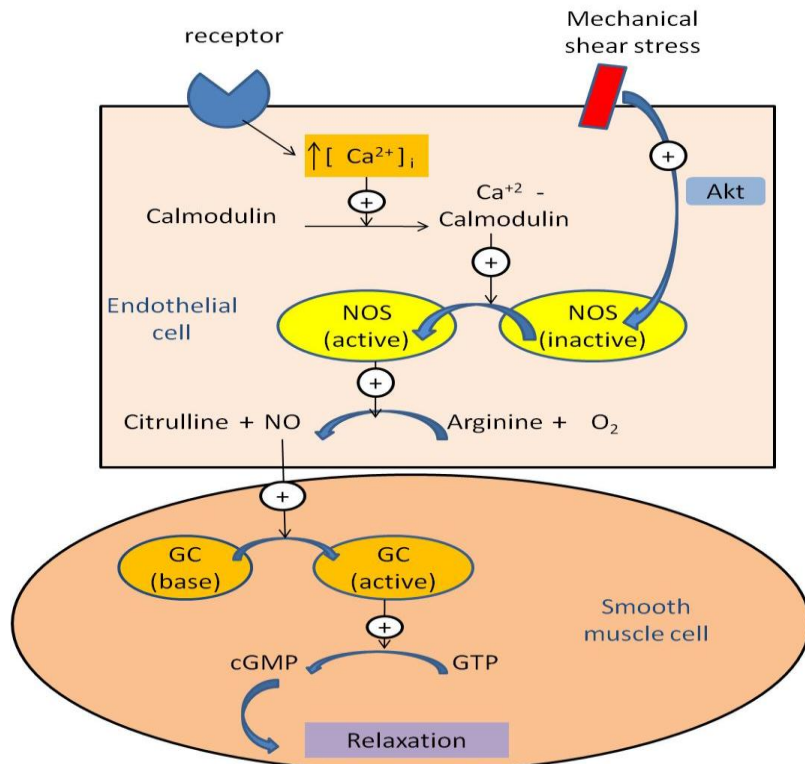 receptor
Mechanical
shear stress
↑[ Ca²⁺]ᵢ
+
Akt
+
Calmodulin
Ca⁺² -
Calmodulin
+
Endothelial
cell
NOS
(active)
NOS
(inactive)
+
Citrulline + NO
Arginine + O₂
+
GC
(base)
GC
(active)
Smooth
muscle cell
+
cGMP
GTP
Relaxation